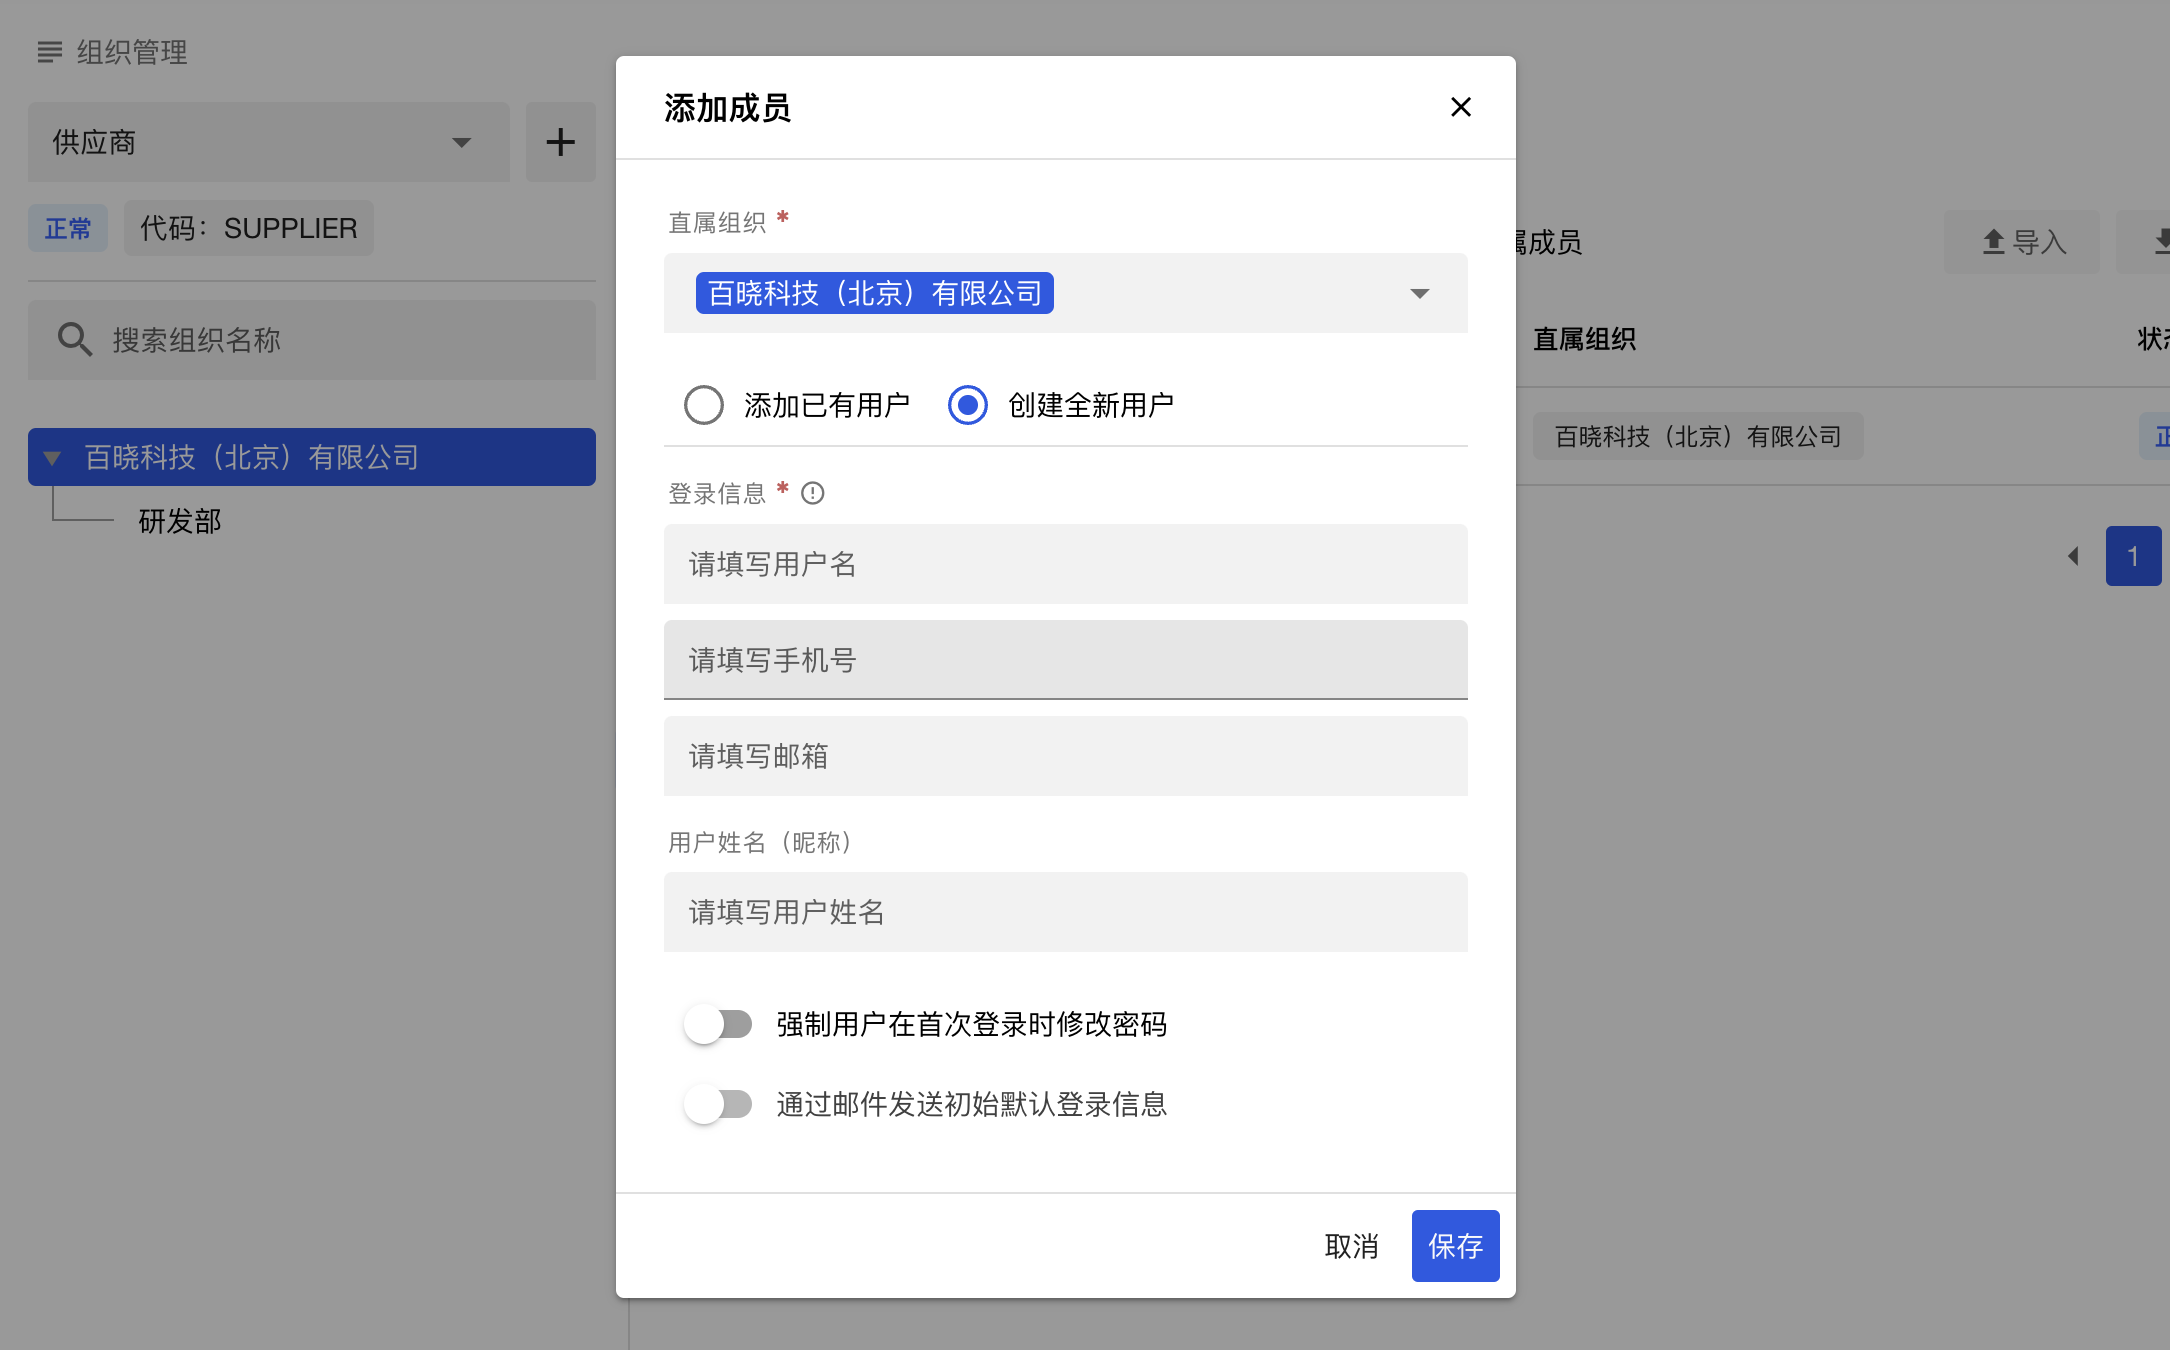 组织管理
供应商
正常
代码：SUPPLIER
搜索组织名称
百晓科技（北京）有限公司
研发部
添加成员
直属组织 *
百晓科技（北京）有限公司
添加已有用户
创建全新用户
登录信息 *
请填写用户名
请填写手机号
请填写邮箱
用户姓名（昵称）
请填写用户姓名
强制用户在首次登录时修改密码
通过邮件发送初始默认登录信息
取消
保存
属成员
导入
直属组织
百晓科技（北京）有限公司
1